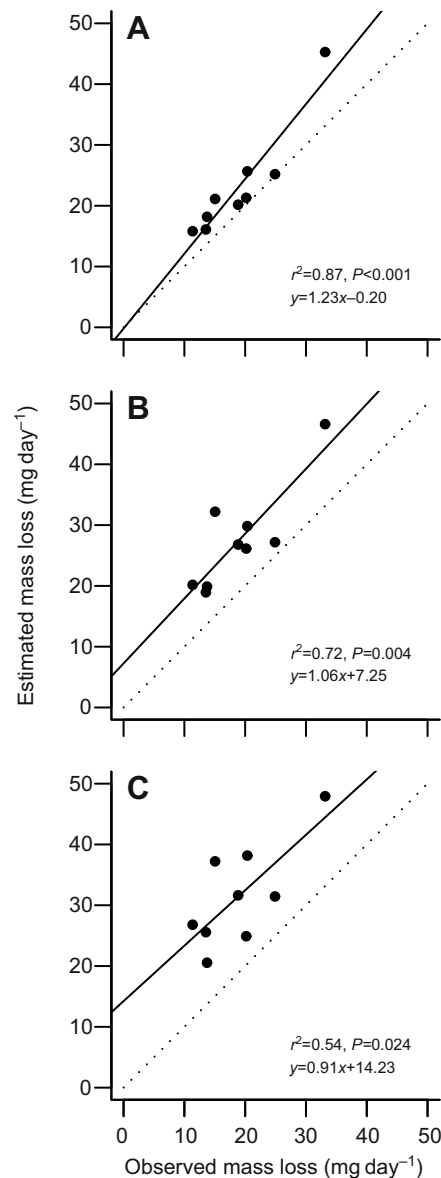 A
50
40
30
20
10
0
r²=0.87, P<0.001
y=1.23x–0.20
B
50
40
30
20
10
0
r²=0.72, P=0.004
y=1.06x+7.25
Estimated mass loss (mg day⁻¹)
C
50
40
30
20
10
0
r²=0.54, P=0.024
y=0.91x+14.23
0 10 20 30 40 50
Observed mass loss (mg day⁻¹)